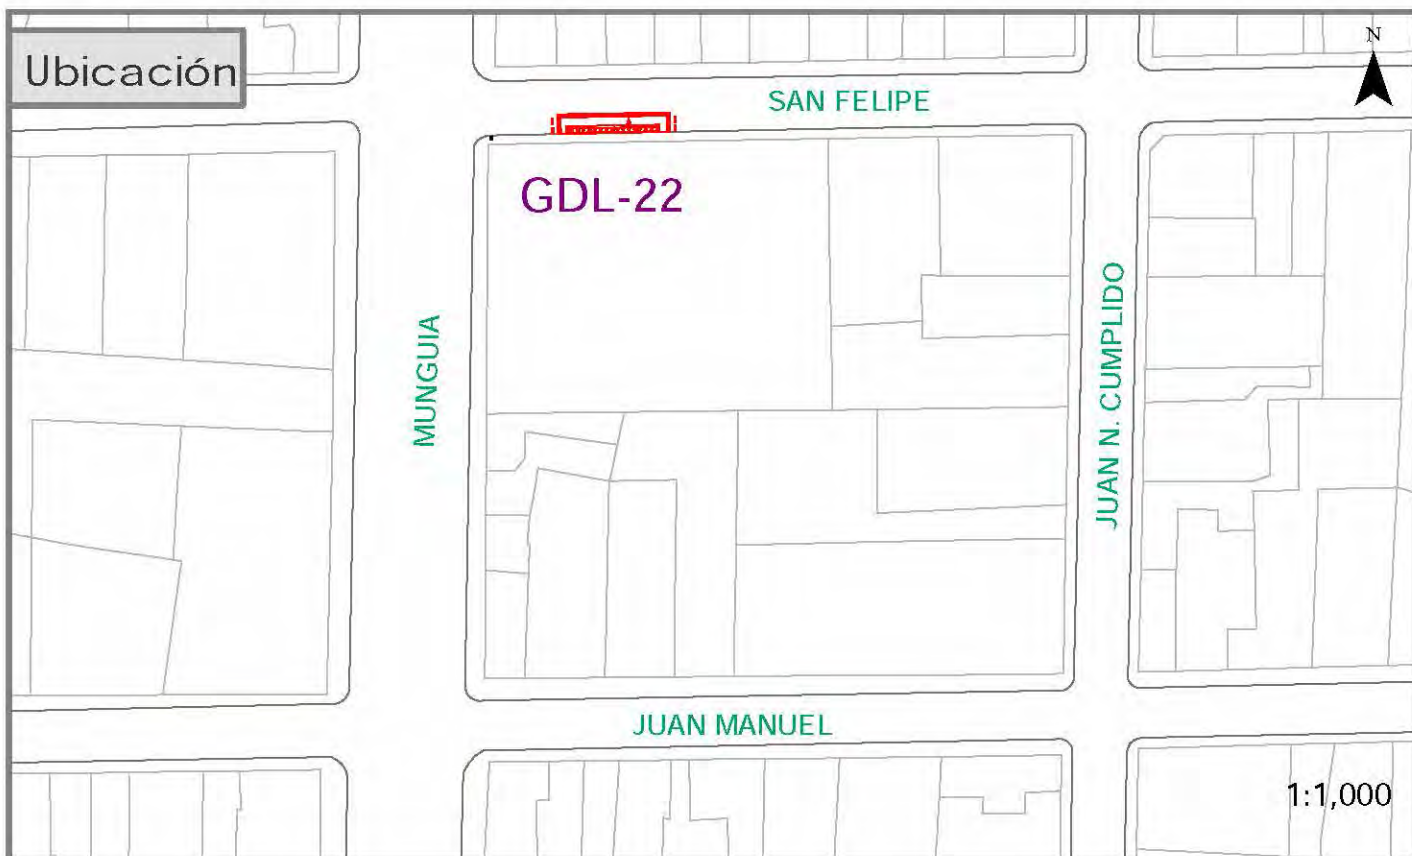 Ubicación
N
SAN FELIPE
GDL-22
MUNGUIA
JUAN N. CUMPLIDO
JUAN MANUEL
1:1,000